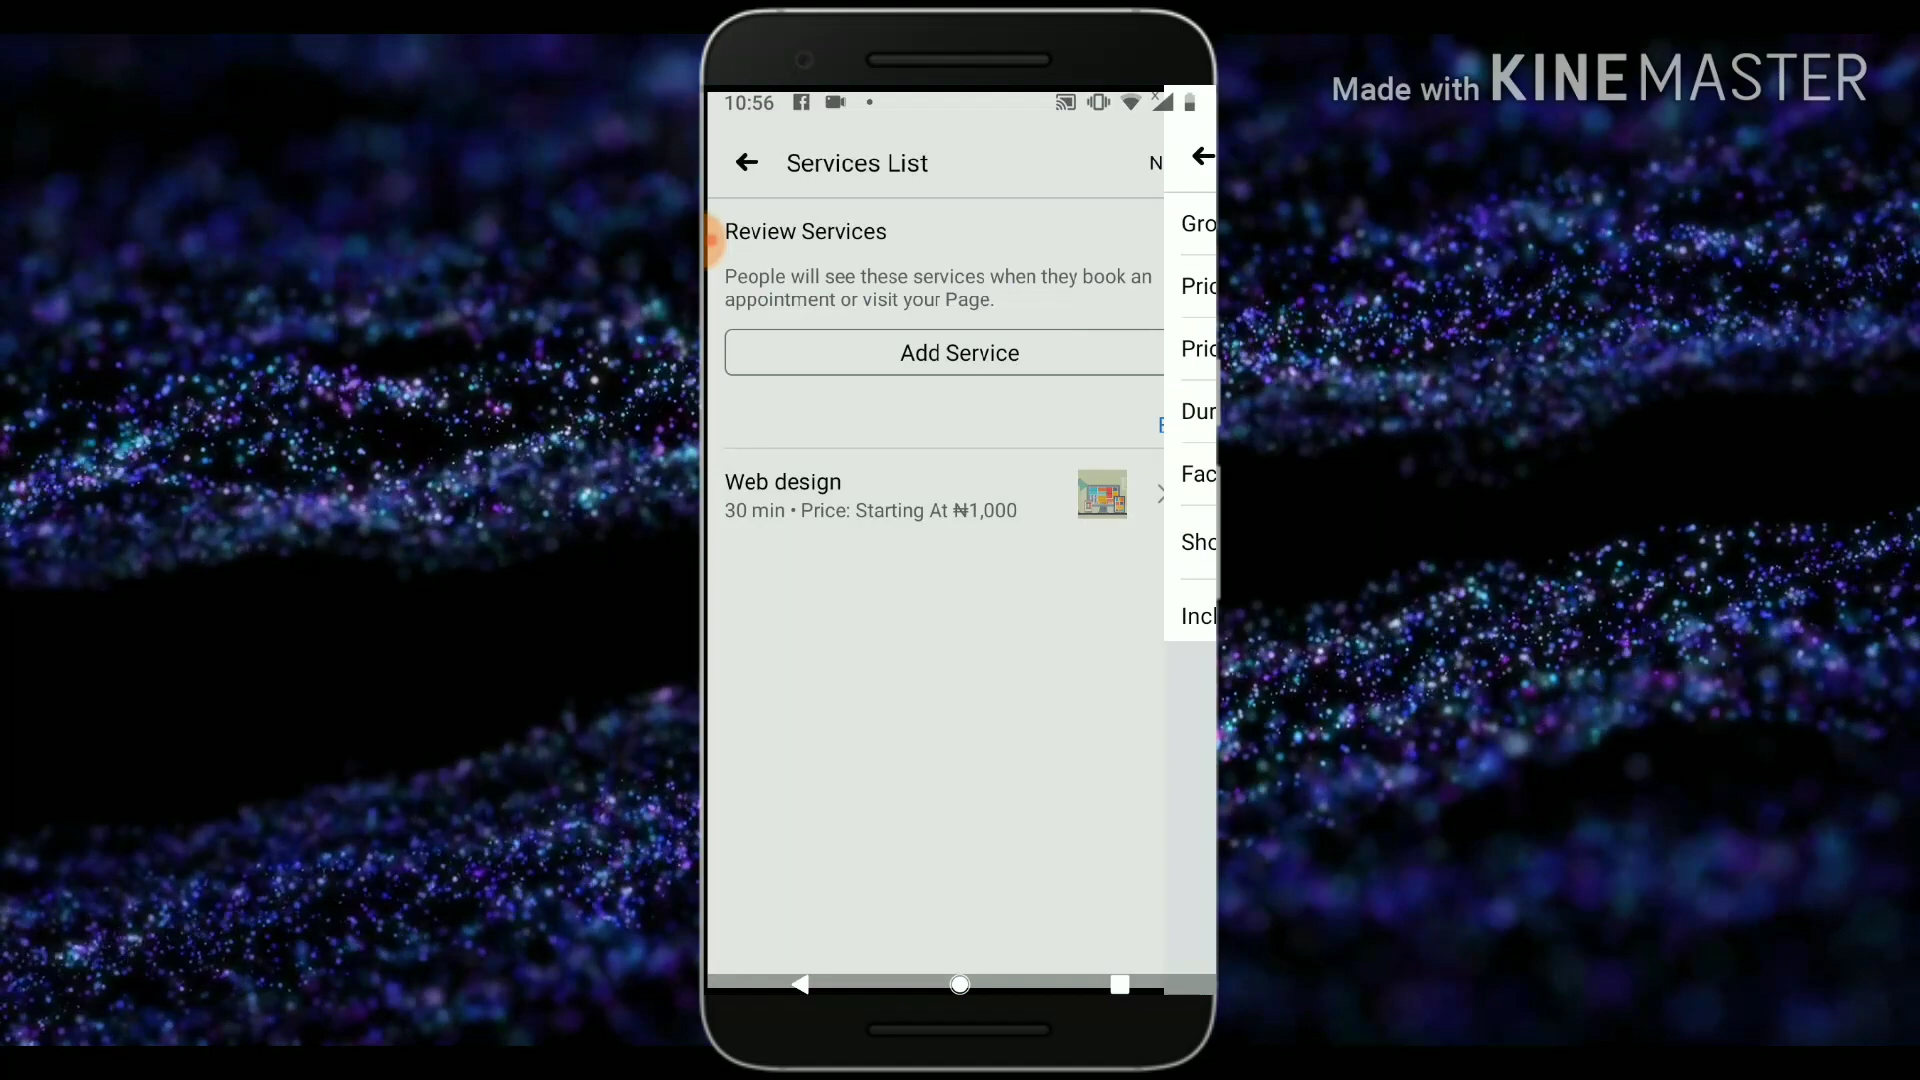 Made with KINEMASTER
10:56
Services List
N
Review Services
People will see these services when they book an
appointment or visit your Page.
Add Service
Web design
30 min • Price: Starting At ₦1,000
Gro
Pric
Pric
Dur
Fac
Sho
Incl